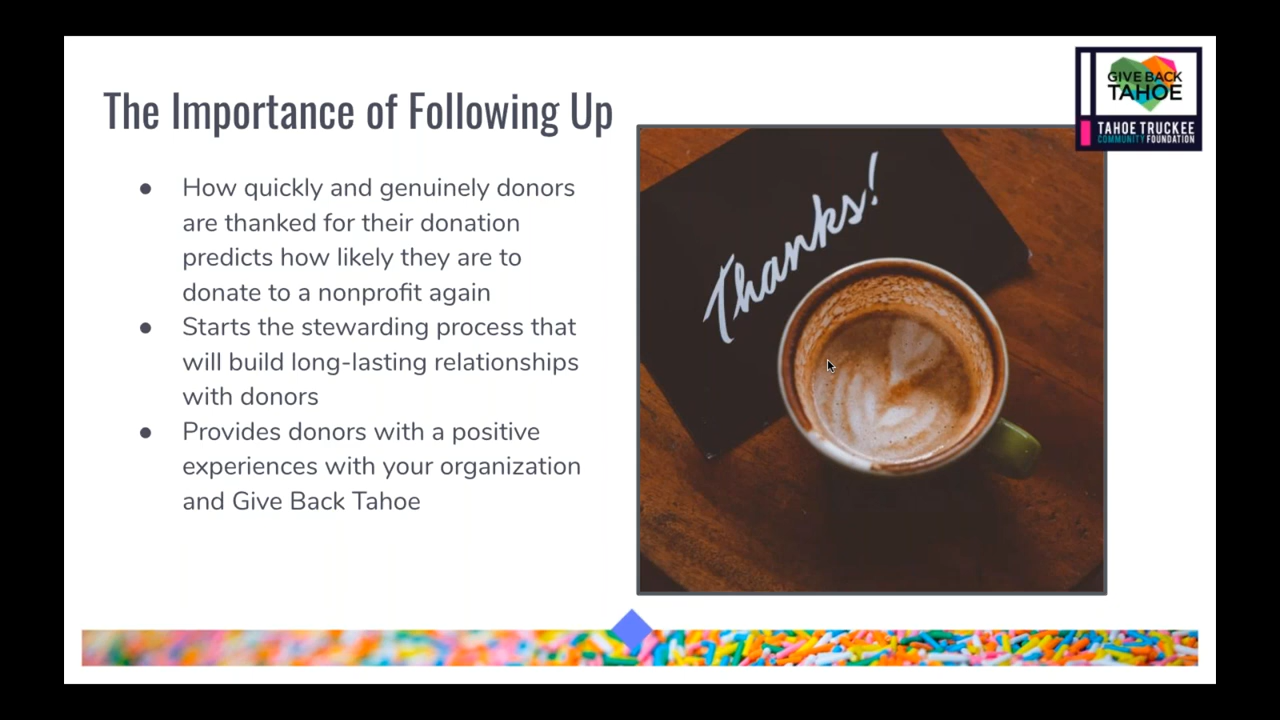 GIVE BACK
TAHOE
TAHOE TRUCKEE
COMMUNITY FOUNDATION
The Importance of Following Up
● How quickly and genuinely donors
are thanked for their donation
predicts how likely they are to
donate to a nonprofit again
● Starts the stewarding process that
will build long-lasting relationships
with donors
● Provides donors with a positive
experiences with your organization
and Give Back Tahoe
Thanks!